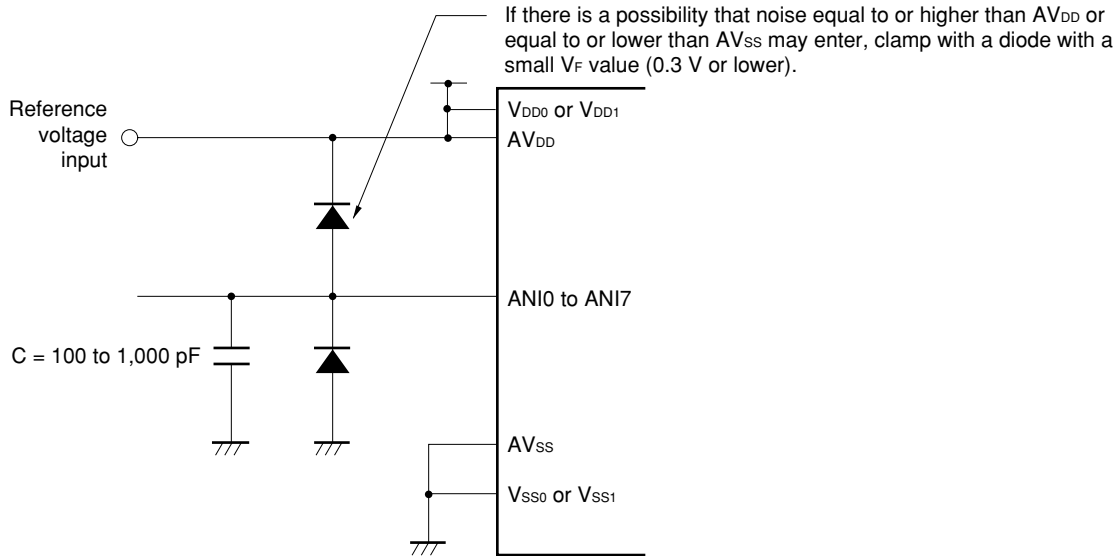 If there is a possibility that noise equal to or higher than AVDD or
equal to or lower than AVSS may enter, clamp with a diode with a
small VF value (0.3 V or lower).
Reference
voltage
input
VDD0 or VDD1
AVDD
ANI0 to ANI7
C = 100 to 1,000 pF
AVSS
VSS0 or VSS1